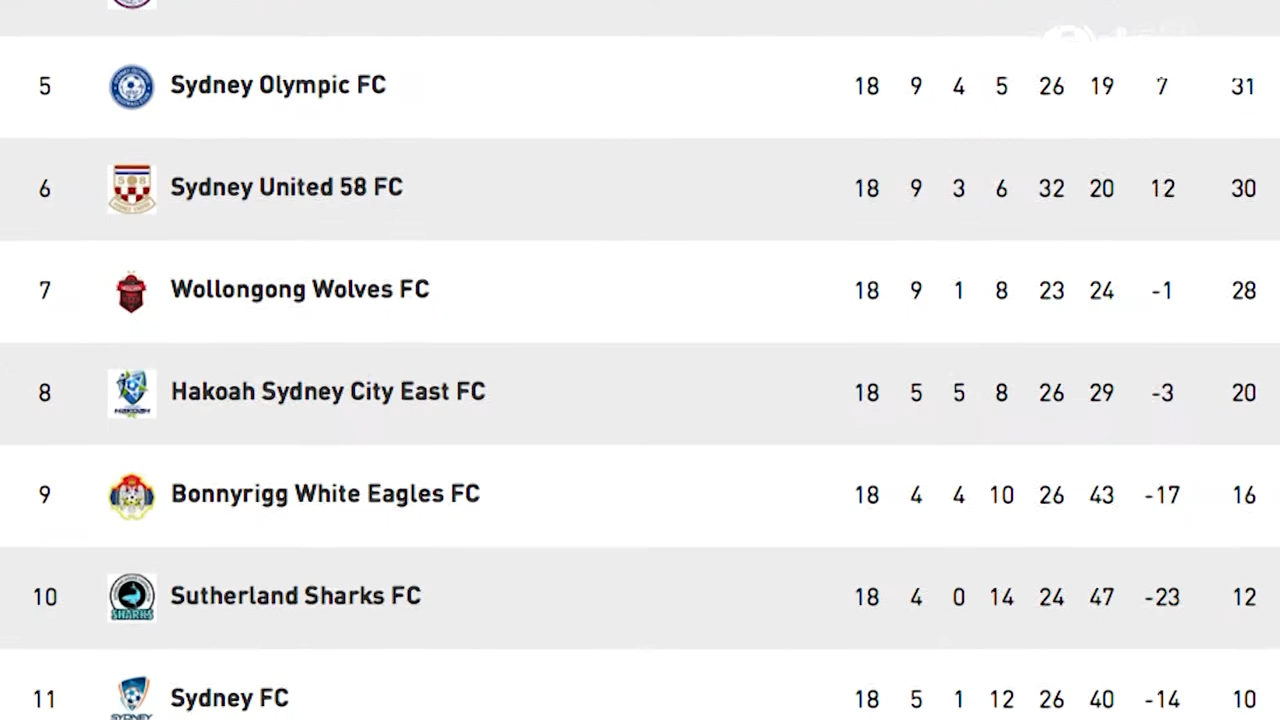 5 Sydney Olympic FC 18 9 4 5 26 19 7 31
6 Sydney United 58 FC 18 9 3 6 32 20 12 30
7 Wollongong Wolves FC 18 9 1 8 23 24 -1 28
8 HAKOAH Hakoah Sydney City East FC 18 5 5 8 26 29 -3 20
9 Bonnyrigg White Eagles FC 18 4 4 10 26 43 -17 16
10 SHARKS Sutherland Sharks FC 18 4 0 14 24 47 -23 12
11 SYDNEY Sydney FC 18 5 1 12 26 40 -14 10